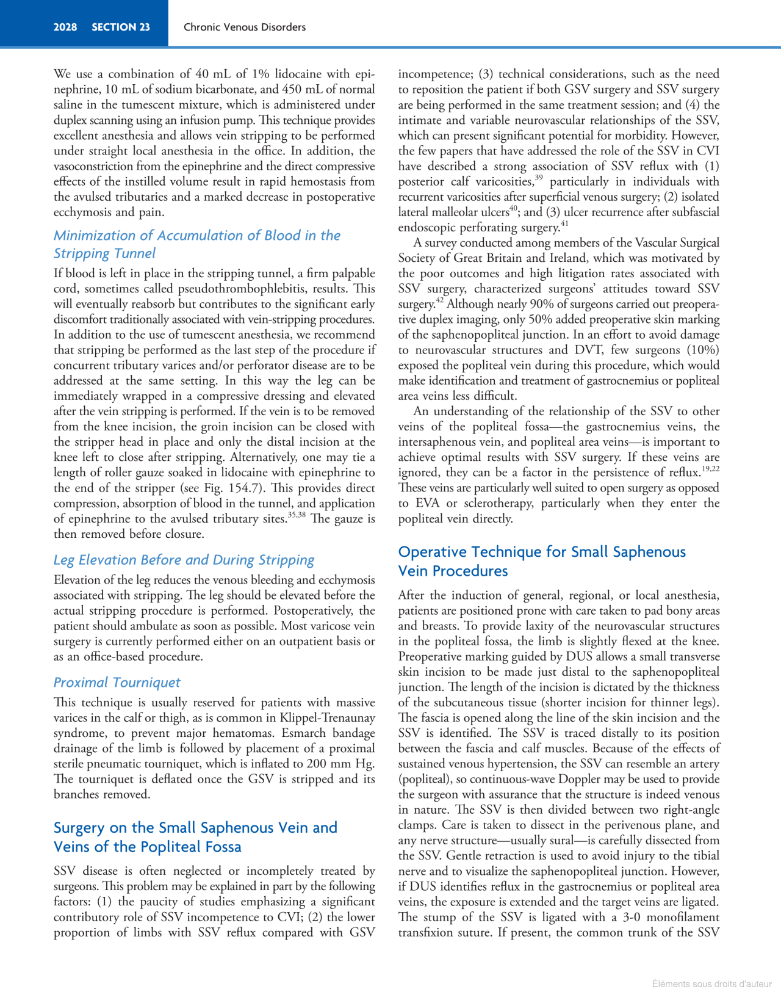 2028 SECTION 23 Chronic Venous Disorders
We use a combination of 40 mL of 1% lidocaine with epi-
nephrine, 10 mL of sodium bicarbonate, and 450 mL of normal
saline in the tumescent mixture, which is administered under
duplex scanning using an infusion pump. This technique provides
excellent anesthesia and allows vein stripping to be performed
under straight local anesthesia in the office. In addition, the
vasoconstriction from the epinephrine and the direct compressive
effects of the instilled volume result in rapid hemostasis from
the avulsed tributaries and a marked decrease in postoperative
ecchymosis and pain.
Minimization of Accumulation of Blood in the
Stripping Tunnel
If blood is left in place in the stripping tunnel, a firm palpable
cord, sometimes called pseudothrombophlebitis, results. This
will eventually reabsorb but contributes to the significant early
discomfort traditionally associated with vein-stripping procedures.
In addition to the use of tumescent anesthesia, we recommend
that stripping be performed as the last step of the procedure if
concurrent tributary varices and/or perforator disease are to be
addressed at the same setting. In this way the leg can be
immediately wrapped in a compressive dressing and elevated
after the vein stripping is performed. If the vein is to be removed
from the knee incision, the groin incision can be closed with
the stripper head in place and only the distal incision at the
knee left to close after stripping. Alternatively, one may tie a
length of roller gauze soaked in lidocaine with epinephrine to
the end of the stripper (see Fig. 154.7). This provides direct
compression, absorption of blood in the tunnel, and application
of epinephrine to the avulsed tributary sites.35,38 The gauze is
then removed before closure.
Leg Elevation Before and During Stripping
Elevation of the leg reduces the venous bleeding and ecchymosis
associated with stripping. The leg should be elevated before the
actual stripping procedure is performed. Postoperatively, the
patient should ambulate as soon as possible. Most varicose vein
surgery is currently performed either on an outpatient basis or
as an office-based procedure.
Proximal Tourniquet
This technique is usually reserved for patients with massive
varices in the calf or thigh, as is common in Klippel-Trenaunay
syndrome, to prevent major hematomas. Esmarch bandage
drainage of the limb is followed by placement of a proximal
sterile pneumatic tourniquet, which is inflated to 200 mm Hg.
The tourniquet is deflated once the GSV is stripped and its
branches removed.
Surgery on the Small Saphenous Vein and
Veins of the Popliteal Fossa
SSV disease is often neglected or incompletely treated by
surgeons. This problem may be explained in part by the following
factors: (1) the paucity of studies emphasizing a significant
contributory role of SSV incompetence to CVI; (2) the lower
proportion of limbs with SSV reflux compared with GSV
incompetence; (3) technical considerations, such as the need
to reposition the patient if both GSV surgery and SSV surgery
are being performed in the same treatment session; and (4) the
intimate and variable neurovascular relationships of the SSV,
which can present significant potential for morbidity. However,
the few papers that have addressed the role of the SSV in CVI
have described a strong association of SSV reflux with (1)
posterior calf varicosities,39 particularly in individuals with
recurrent varicosities after superficial venous surgery; (2) isolated
lateral malleolar ulcers40; and (3) ulcer recurrence after subfascial
endoscopic perforating surgery.41
A survey conducted among members of the Vascular Surgical
Society of Great Britain and Ireland, which was motivated by
the poor outcomes and high litigation rates associated with
SSV surgery, characterized surgeons' attitudes toward SSV
surgery.42 Although nearly 90% of surgeons carried out preopera-
tive duplex imaging, only 50% added preoperative skin marking
of the saphenopopliteal junction. In an effort to avoid damage
to neurovascular structures and DVT, few surgeons (10%)
exposed the popliteal vein during this procedure, which would
make identification and treatment of gastrocnemius or popliteal
area veins less difficult.
An understanding of the relationship of the SSV to other
veins of the popliteal fossa—the gastrocnemius veins, the
intersaphenous vein, and popliteal area veins—is important to
achieve optimal results with SSV surgery. If these veins are
ignored, they can be a factor in the persistence of reflux.19,22
These veins are particularly well suited to open surgery as opposed
to EVA or sclerotherapy, particularly when they enter the
popliteal vein directly.
Operative Technique for Small Saphenous
Vein Procedures
After the induction of general, regional, or local anesthesia,
patients are positioned prone with care taken to pad bony areas
and breasts. To provide laxity of the neurovascular structures
in the popliteal fossa, the limb is slightly flexed at the knee.
Preoperative marking guided by DUS allows a small transverse
skin incision to be made just distal to the saphenopopliteal
junction. The length of the incision is dictated by the thickness
of the subcutaneous tissue (shorter incision for thinner legs).
The fascia is opened along the line of the skin incision and the
SSV is identified. The SSV is traced distally to its position
between the fascia and calf muscles. Because of the effects of
sustained venous hypertension, the SSV can resemble an artery
(popliteal), so continuous-wave Doppler may be used to provide
the surgeon with assurance that the structure is indeed venous
in nature. The SSV is then divided between two right-angle
clamps. Care is taken to dissect in the perivenous plane, and
any nerve structure—usually sural—is carefully dissected from
the SSV. Gentle retraction is used to avoid injury to the tibial
nerve and to visualize the saphenopopliteal junction. However,
if DUS identifies reflux in the gastrocnemius or popliteal area
veins, the exposure is extended and the target veins are ligated.
The stump of the SSV is ligated with a 3-0 monofilament
transfixion suture. If present, the common trunk of the SSV
Éléments sous droits d'auteur